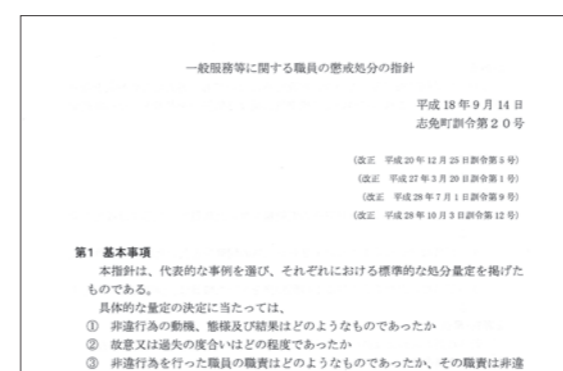 一般服務等に関する職員の懲戒処分の指針
平成18年9月14日
志免町訓令第２０号
（改正　平成20年12月25日訓令第5号）
（改正　平成27年3月20日訓令第1号）
（改正　平成28年7月1日訓令第9号）
（改正　平成28年10月3日訓令第12号）
第1 基本事項
本指針は、代表的な事例を選び、それぞれにおける標準的な処分量定を掲げた
ものである。
具体的な量定の決定に当たっては、
①　非違行為の動機、態様及び結果はどのようなものであったか
②　故意又は過失の度合いはどの程度であったか
③　非違行為を行った職員の職責はどのようなものであったか、その職責は非違